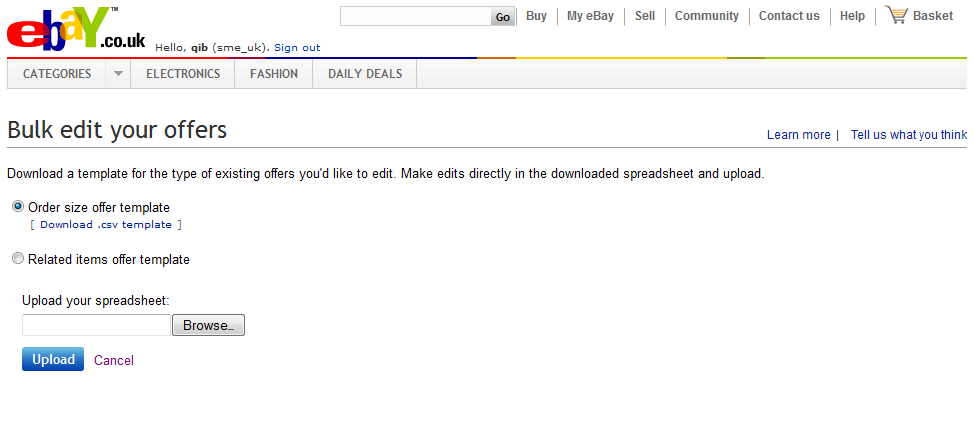 ebay™.co.uk
Go Buy My eBay Sell Community Contact us Help Basket
Hello, qib (sme_uk). Sign out
CATEGORIES ELECTRONICS FASHION DAILY DEALS
Bulk edit your offers
Learn more | Tell us what you think
Download a template for the type of existing offers you'd like to edit. Make edits directly in the downloaded spreadsheet and upload.
Order size offer template
[ Download .csv template ]
Related items offer template
Upload your spreadsheet:
Browse...
Upload Cancel